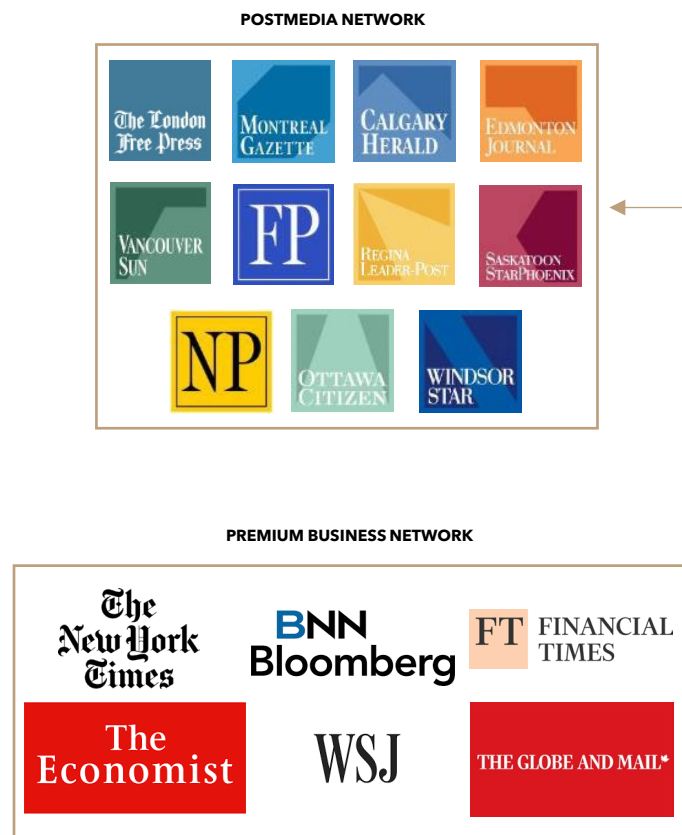 POSTMEDIA NETWORK
The London
Free Press
MONTREAL
GAZETTE
CALGARY
HERALD
EDMONTON
JOURNAL
VANCOUVER
SUN
FP
REGINA
LEADER-POST
SASKATOON
STARPHOENIX
NP
OTTAWA
CITIZEN
WINDSOR
STAR
PREMIUM BUSINESS NETWORK
The
New York
Times
BNN
Bloomberg
FT FINANCIAL
TIMES
The
Economist
WSJ
THE GLOBE AND MAIL